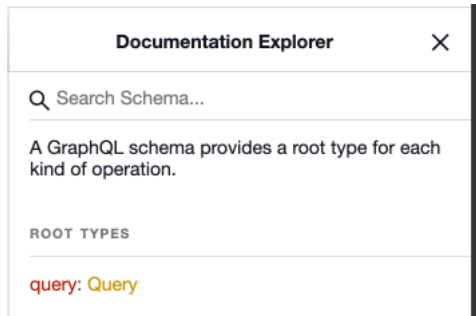 Documentation Explorer
Search Schema...
A GraphQL schema provides a root type for each
kind of operation.
ROOT TYPES
query: Query